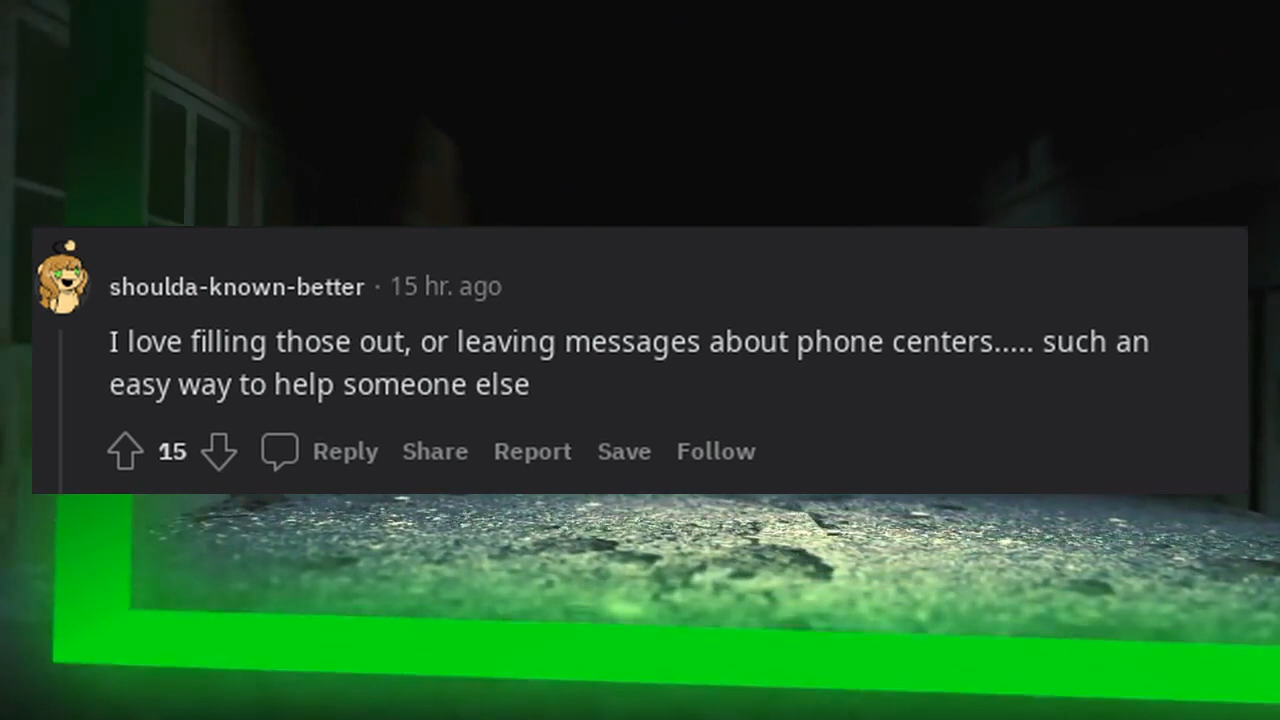 shoulda-known-better · 15 hr. ago
I love filling those out, or leaving messages about phone centers..... such an
easy way to help someone else
15 Reply Share Report Save Follow